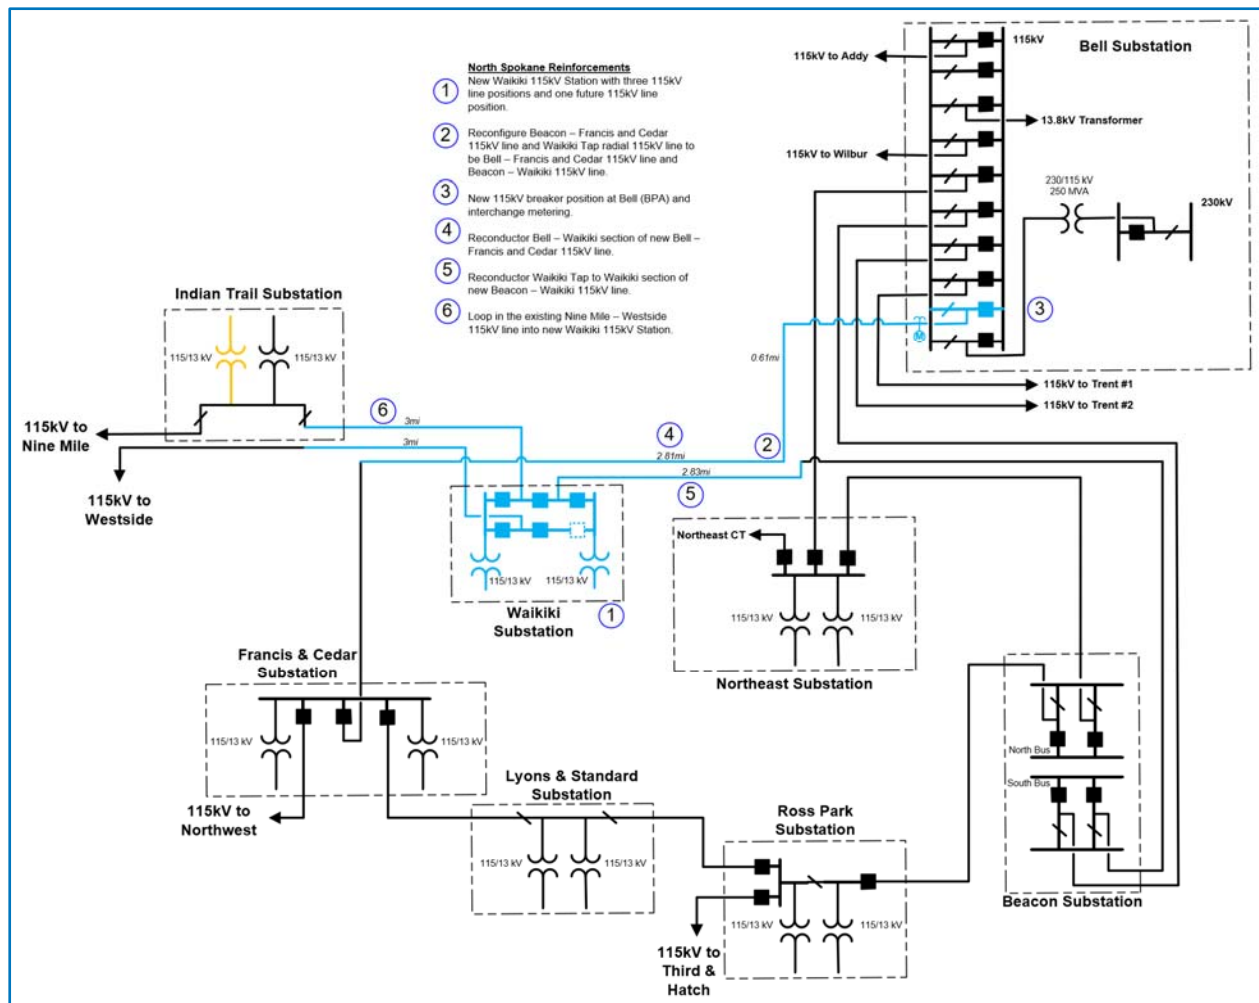 North Spokane Reinforcements
1
New Waikiki 115kV Station with three 115kV
line positions and one future 115kV line
position.
2
Reconfigure Beacon – Francis and Cedar
115kV line and Waikiki Tap radial 115kV line to
be Bell – Francis and Cedar 115kV line and
Beacon – Waikiki 115kV line.
3
New 115kV breaker position at Bell (BPA) and
interchange metering.
4
Reconductor Bell – Waikiki section of new Bell –
Francis and Cedar 115kV line.
5
Reconductor Waikiki Tap to Waikiki section of
new Beacon – Waikiki 115kV line.
6
Loop in the existing Nine Mile – Westside
115kV line into new Waikiki 115kV Station.
115kV
Bell Substation
115kV to Addy
13.8kV Transformer
115kV to Wilbur
230/115 kV
250 MVA
230kV
3
M
0.61mi
115kV to Trent #1
115kV to Trent #2
Indian Trail Substation
115/13 kV
115/13 kV
115kV to
Nine Mile
115kV to
Westside
6
3mi
3mi
4
2.81mi
2
2.83mi
5
115/13 kV
115/13 kV
Waikiki
Substation
1
Northeast CT
115/13 kV
115/13 kV
Northeast Substation
Francis & Cedar
Substation
115/13 kV
115/13 kV
115kV to
Northwest
Lyons & Standard
Substation
115/13 kV
115/13 kV
Ross Park
Substation
115/13 kV
115/13 kV
115kV to
Third &
Hatch
North Bus
South Bus
Beacon Substation